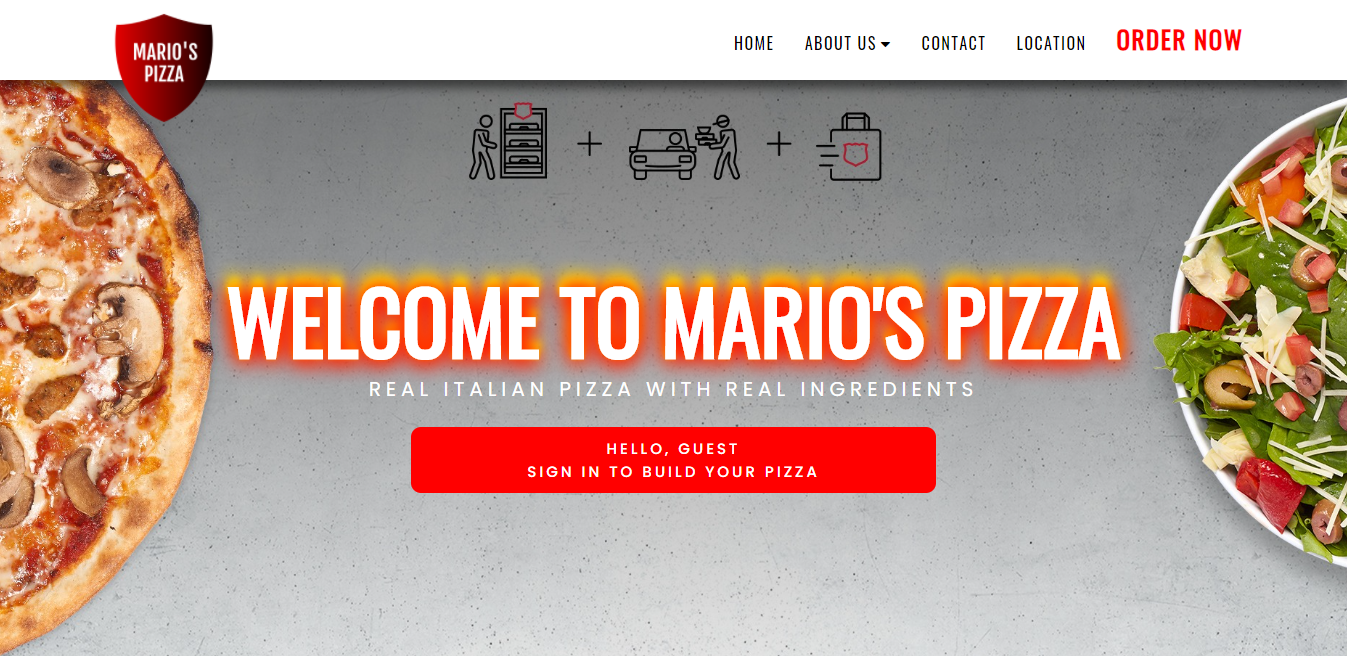 MARIO'S
PIZZA
HOME
ABOUT US
CONTACT
LOCATION
ORDER NOW
WELCOME TO MARIO'S PIZZA
REAL ITALIAN PIZZA WITH REAL INGREDIENTS
HELLO, GUEST
SIGN IN TO BUILD YOUR PIZZA